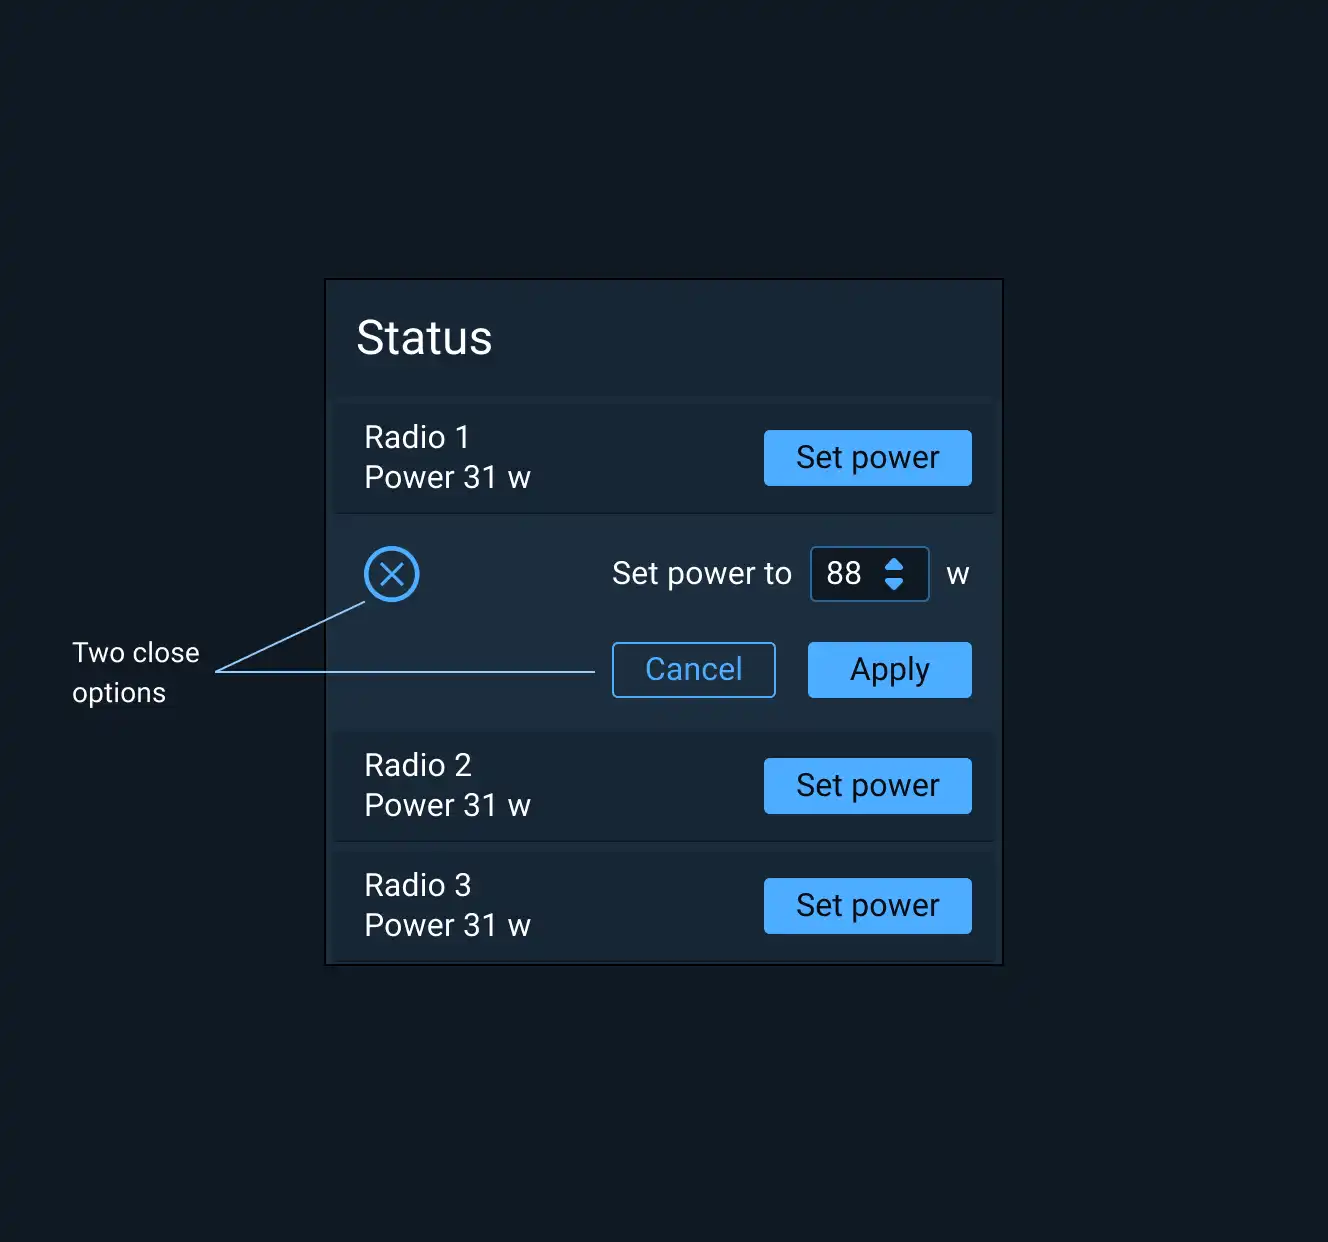 Status
Radio 1
Power 31 w
Set power
Set power to 88 w
Two close
options
Cancel
Apply
Radio 2
Power 31 w
Set power
Radio 3
Power 31 w
Set power